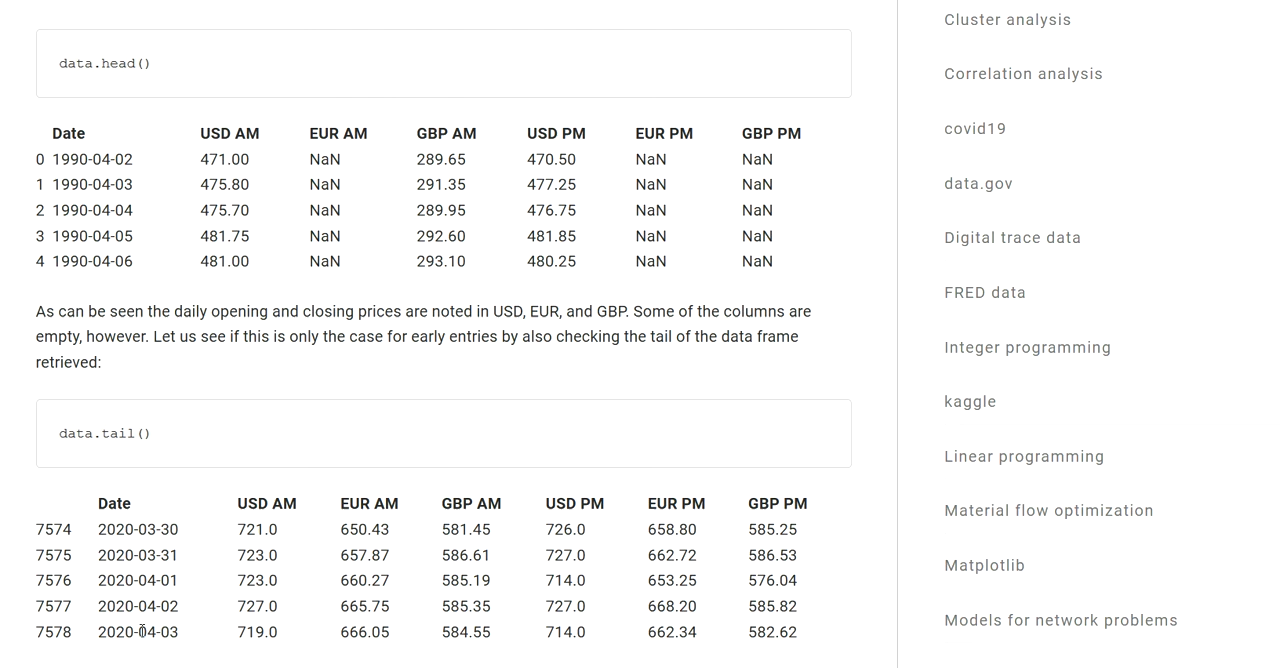 data.head()
Date USD AM EUR AM GBP AM USD PM EUR PM GBP PM
0 1990-04-02 471.00 NaN 289.65 470.50 NaN NaN
1 1990-04-03 475.80 NaN 291.35 477.25 NaN NaN
2 1990-04-04 475.70 NaN 289.95 476.75 NaN NaN
3 1990-04-05 481.75 NaN 292.60 481.85 NaN NaN
4 1990-04-06 481.00 NaN 293.10 480.25 NaN NaN
As can be seen the daily opening and closing prices are noted in USD, EUR, and GBP. Some of the columns are
empty, however. Let us see if this is only the case for early entries by also checking the tail of the data frame
retrieved:
data.tail()
Date USD AM EUR AM GBP AM USD PM EUR PM GBP PM
7574 2020-03-30 721.0 650.43 581.45 726.0 658.80 585.25
7575 2020-03-31 723.0 657.87 586.61 727.0 662.72 586.53
7576 2020-04-01 723.0 660.27 585.19 714.0 653.25 576.04
7577 2020-04-02 727.0 665.75 585.35 727.0 668.20 585.82
7578 2020-04-03 719.0 666.05 584.55 714.0 662.34 582.62
Cluster analysis
Correlation analysis
covid19
data.gov
Digital trace data
FRED data
Integer programming
kaggle
Linear programming
Material flow optimization
Matplotlib
Models for network problems